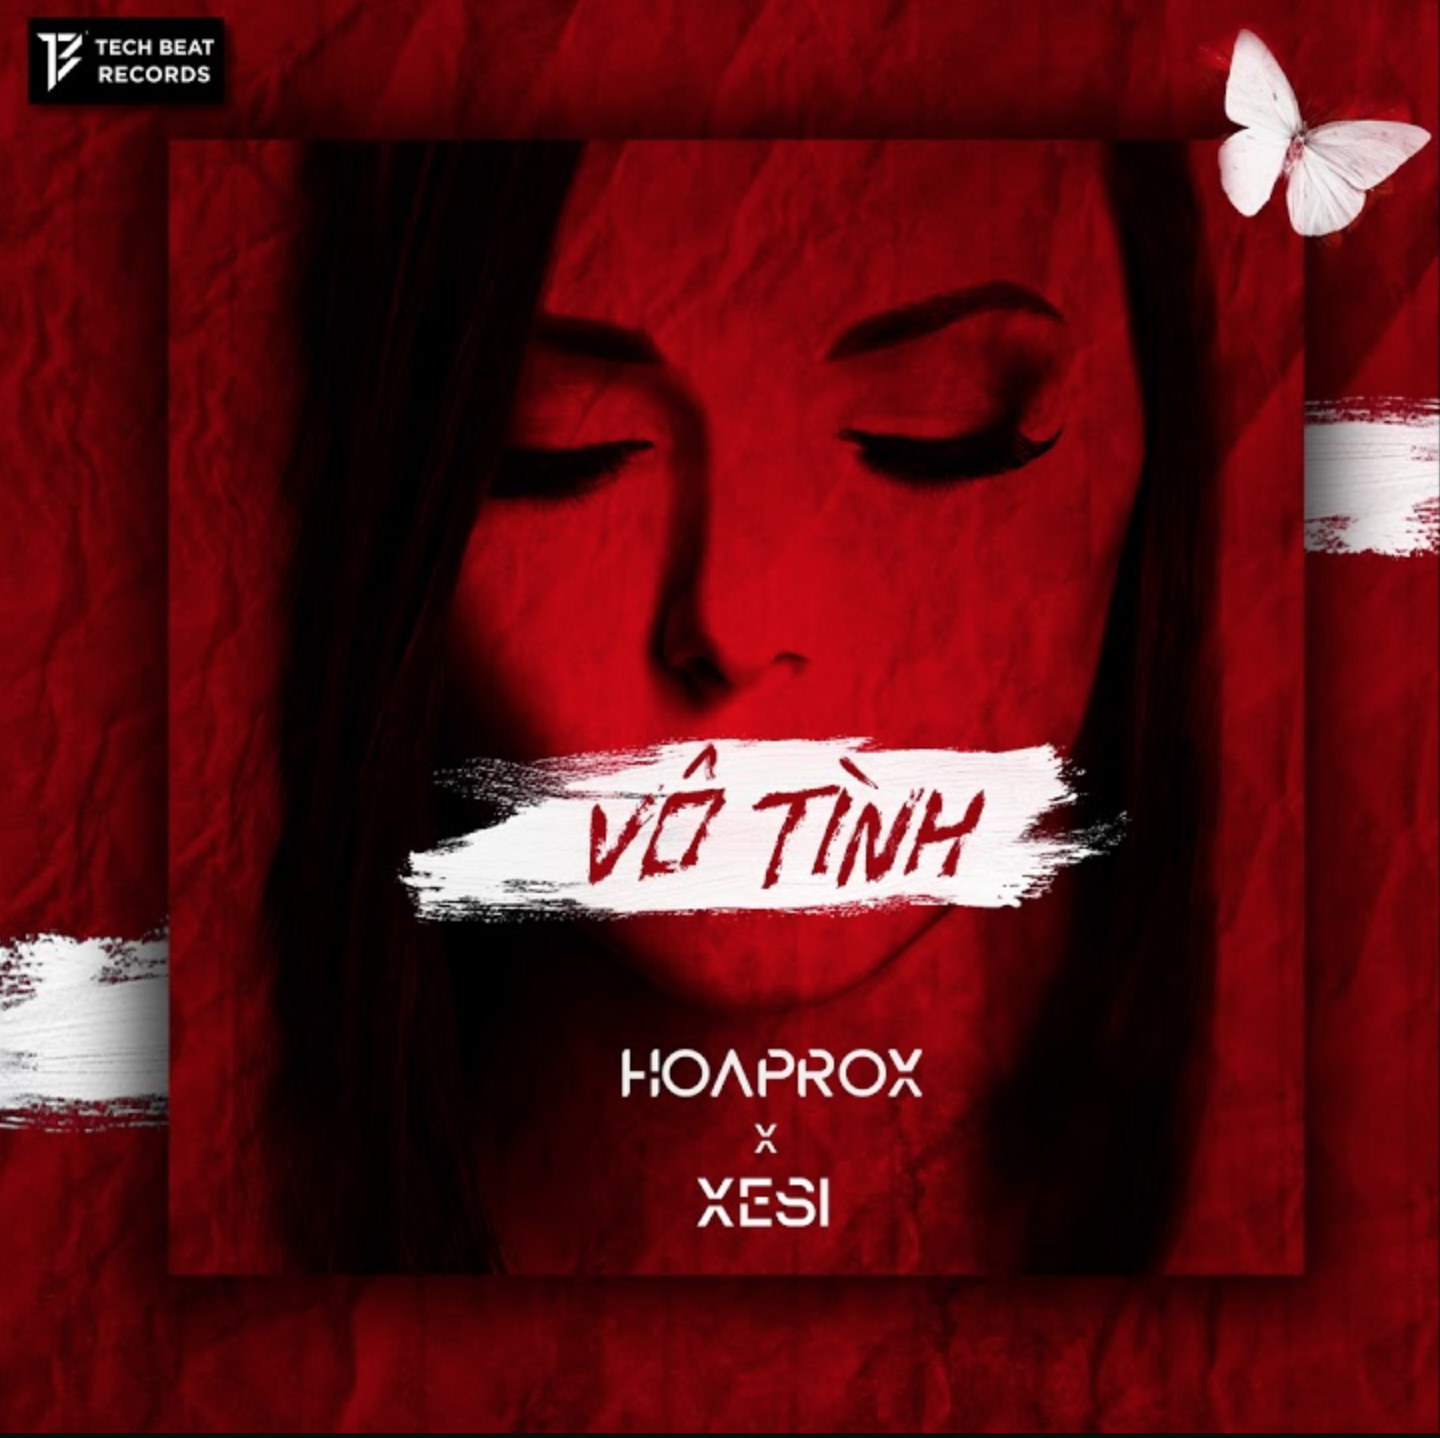 TECH BEAT
RECORDS
VÔ TÌNH
HOAPROX
X
XESI